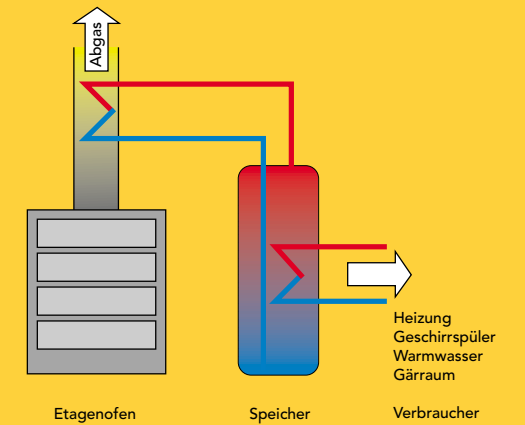 Abgas
Heizung
Geschirrspüler
Warmwasser
Gärraum
Etagenofen
Speicher
Verbraucher